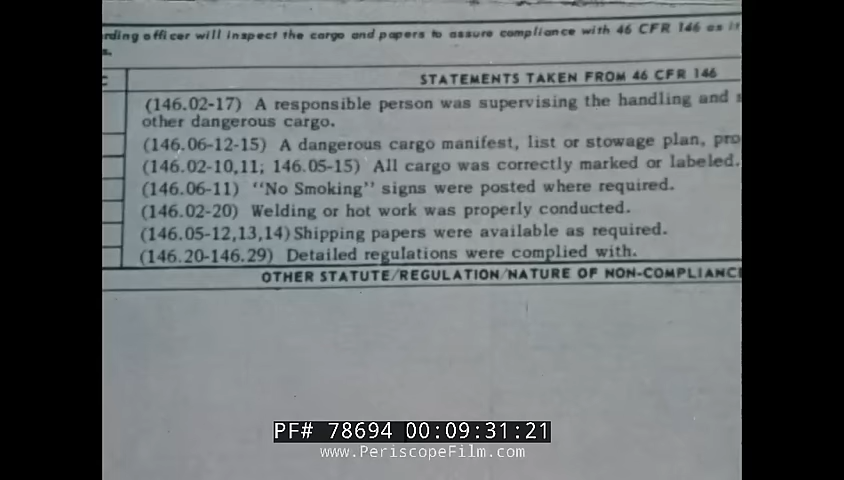 rding officer will inspect the cargo and papers to assure compliance with 46 CFR 146 as it
s.
STATEMENTS TAKEN FROM 46 CFR 146
(146.02-17) A responsible person was supervising the handling and s
other dangerous cargo.
(146.06-12-15) A dangerous cargo manifest, list or stowage plan, pro
(146.02-10,11; 146.05-15) All cargo was correctly marked or labeled.
(146.06-11) "No Smoking" signs were posted where required.
(146.02-20) Welding or hot work was properly conducted.
(146.05-12,13,14) Shipping papers were available as required.
(146.20-146.29) Detailed regulations were complied with.
OTHER STATUTE/REGULATION/NATURE OF NON-COMPLIANC
PF# 78694 00:09:31:21
www.PeriscopeFilm.com